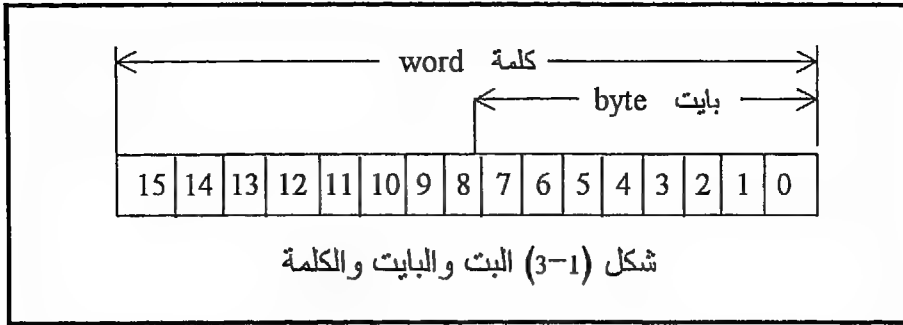 كلمة word
بايت byte
15 14 13 12 11 10 9 8 7 6 5 4 3 2 1 0
شكل (1-3) البت والبايت والكلمة